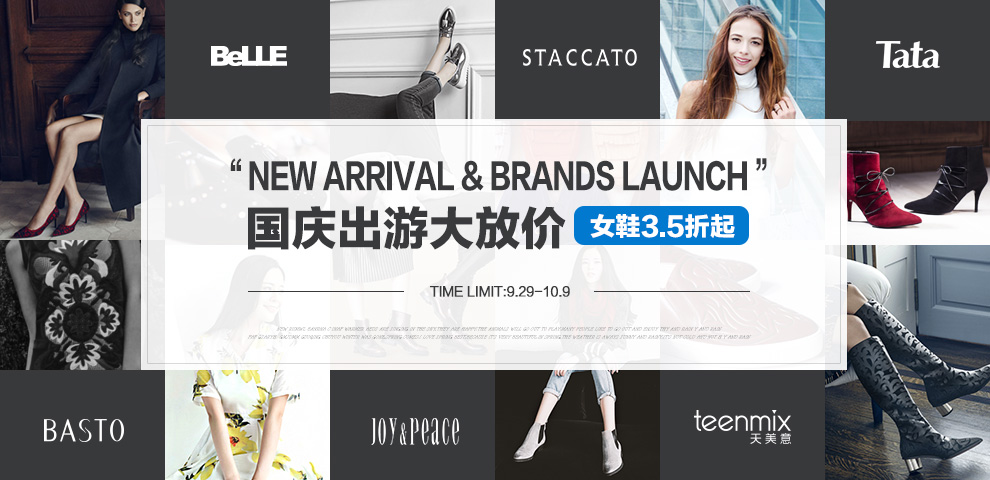 BeLLE
STACCATO
Tata
“ NEW ARRIVAL & BRANDS LAUNCH ”
国庆出游大放价 女鞋3.5折起
TIME LIMIT:9.29-10.9
BASTO
JOY&PEACE
teenmix
天美意